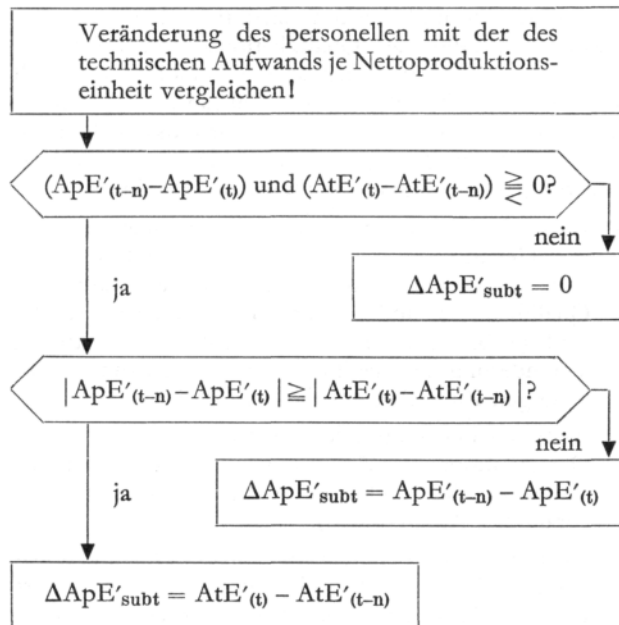 Veränderung des personellen mit der des
technischen Aufwands je Nettoproduktions-
einheit vergleichen!
(ApE′(t–n)–ApE′(t)) und (AtE′(t)–AtE′(t–n)) ⪌ 0?
nein
ΔApE′subt = 0
ja
|ApE′(t–n)–ApE′(t)| ≧ |AtE′(t)–AtE′(t–n)|?
nein
ΔApE′subt = ApE′(t–n) – ApE′(t)
ja
ΔApE′subt = AtE′(t) – AtE′(t–n)